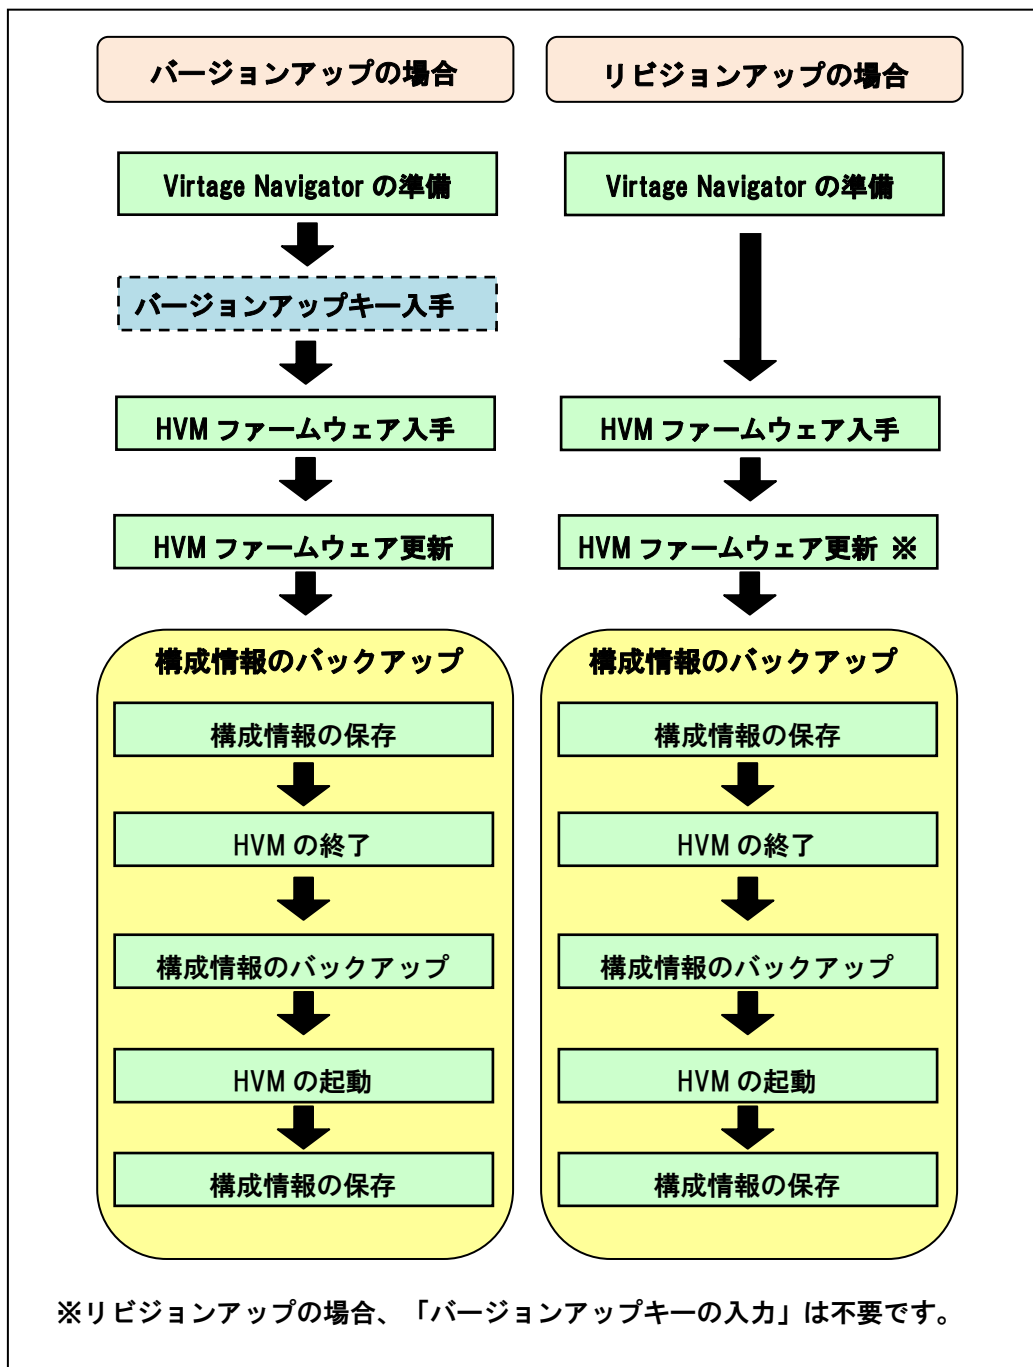 バージョンアップの場合
Virtage Navigator の準備
バージョンアップキー入手
HVM ファームウェア入手
HVM ファームウェア更新
構成情報のバックアップ
構成情報の保存
HVM の終了
構成情報のバックアップ
HVM の起動
構成情報の保存
リビジョンアップの場合
Virtage Navigator の準備
HVM ファームウェア入手
HVM ファームウェア更新 ※
構成情報のバックアップ
構成情報の保存
HVM の終了
構成情報のバックアップ
HVM の起動
構成情報の保存
※リビジョンアップの場合、「バージョンアップキーの入力」は不要です。